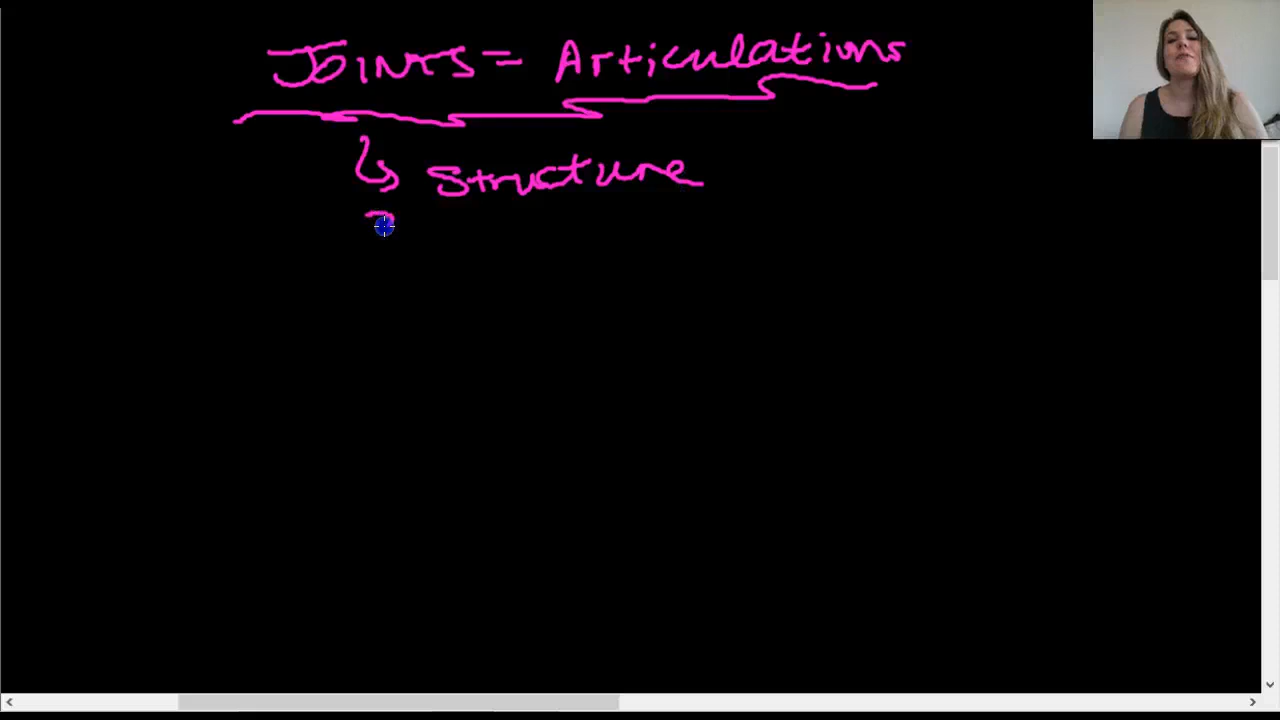 JOINTS = Articulations
↳ Structure